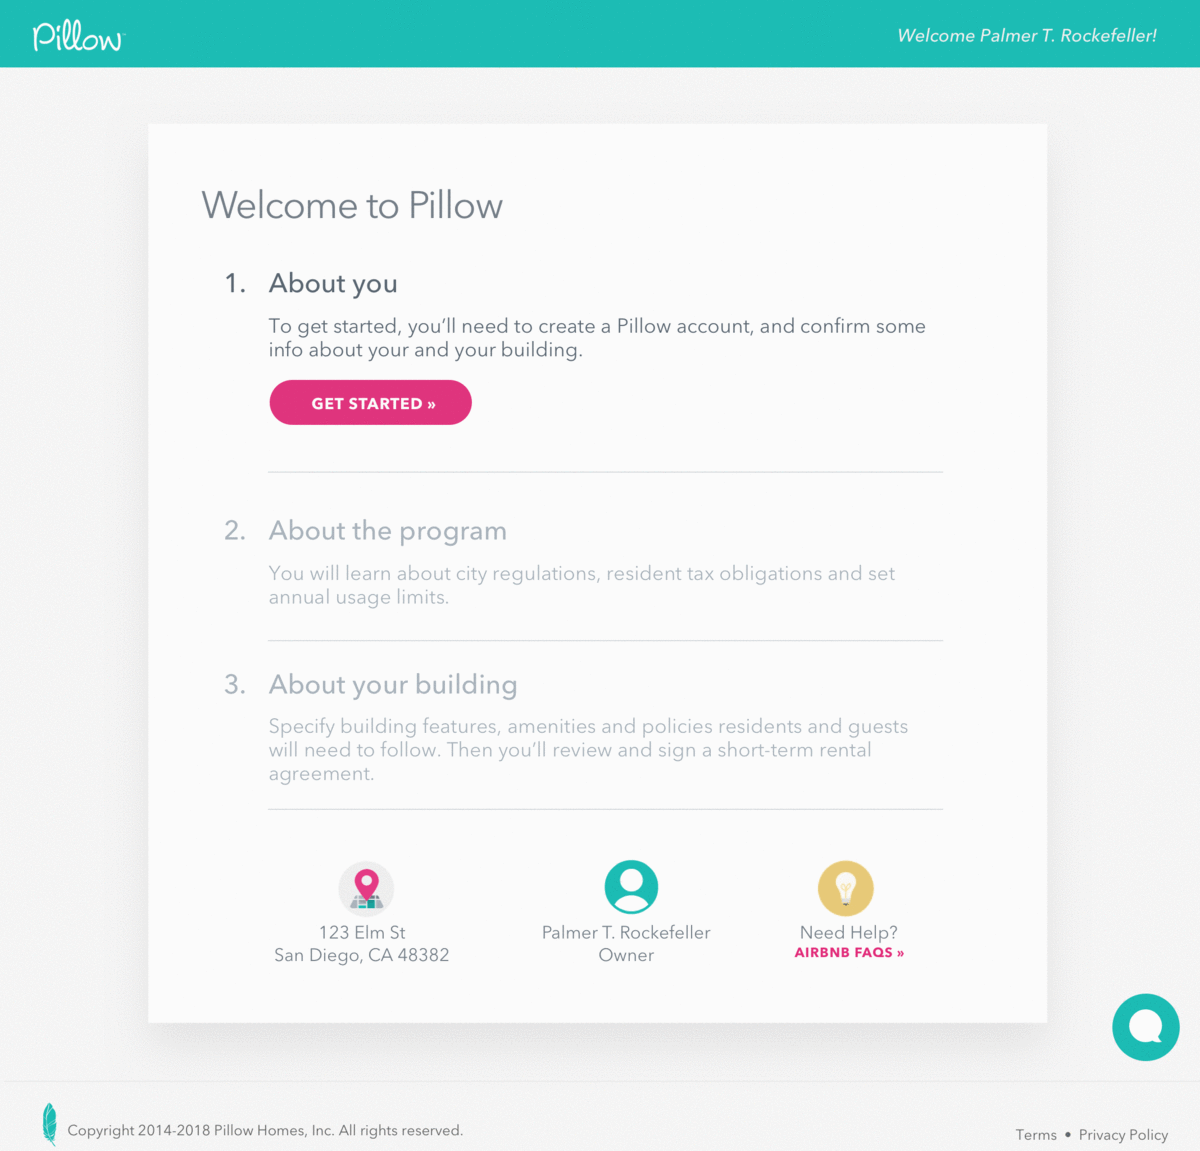 Pillow
Welcome Palmer T. Rockefeller!
Welcome to Pillow
1. About you
To get started, you’ll need to create a Pillow account, and confirm some
info about your and your building.
GET STARTED »
2. About the program
You will learn about city regulations, resident tax obligations and set
annual usage limits.
3. About your building
Specify building features, amenities and policies residents and guests
will need to follow. Then you’ll review and sign a short-term rental
agreement.
123 Elm St
San Diego, CA 48382
Palmer T. Rockefeller
Owner
Need Help?
AIRBNB FAQS »
Copyright 2014-2018 Pillow Homes, Inc. All rights reserved.
Terms • Privacy Policy